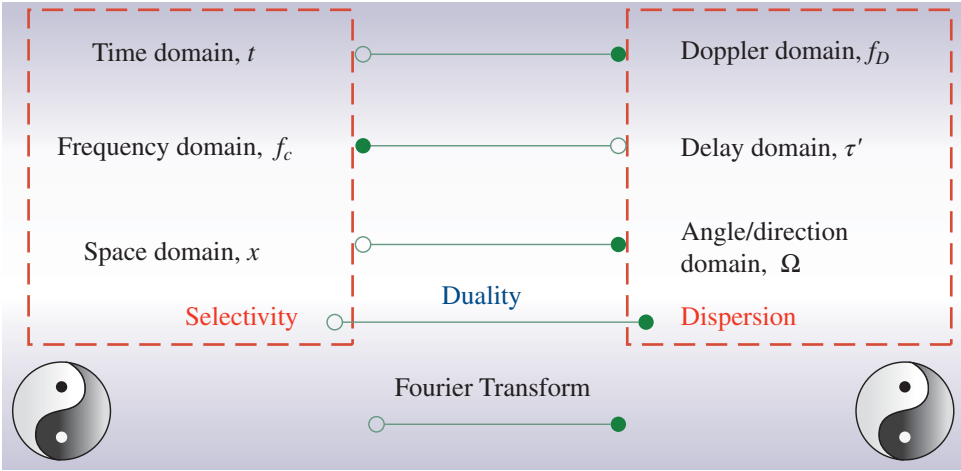 Time domain, t
Doppler domain, f_D
Frequency domain, f_c
Delay domain, τ′
Space domain, x
Angle/direction
domain, Ω
Duality
Selectivity
Dispersion
Fourier Transform